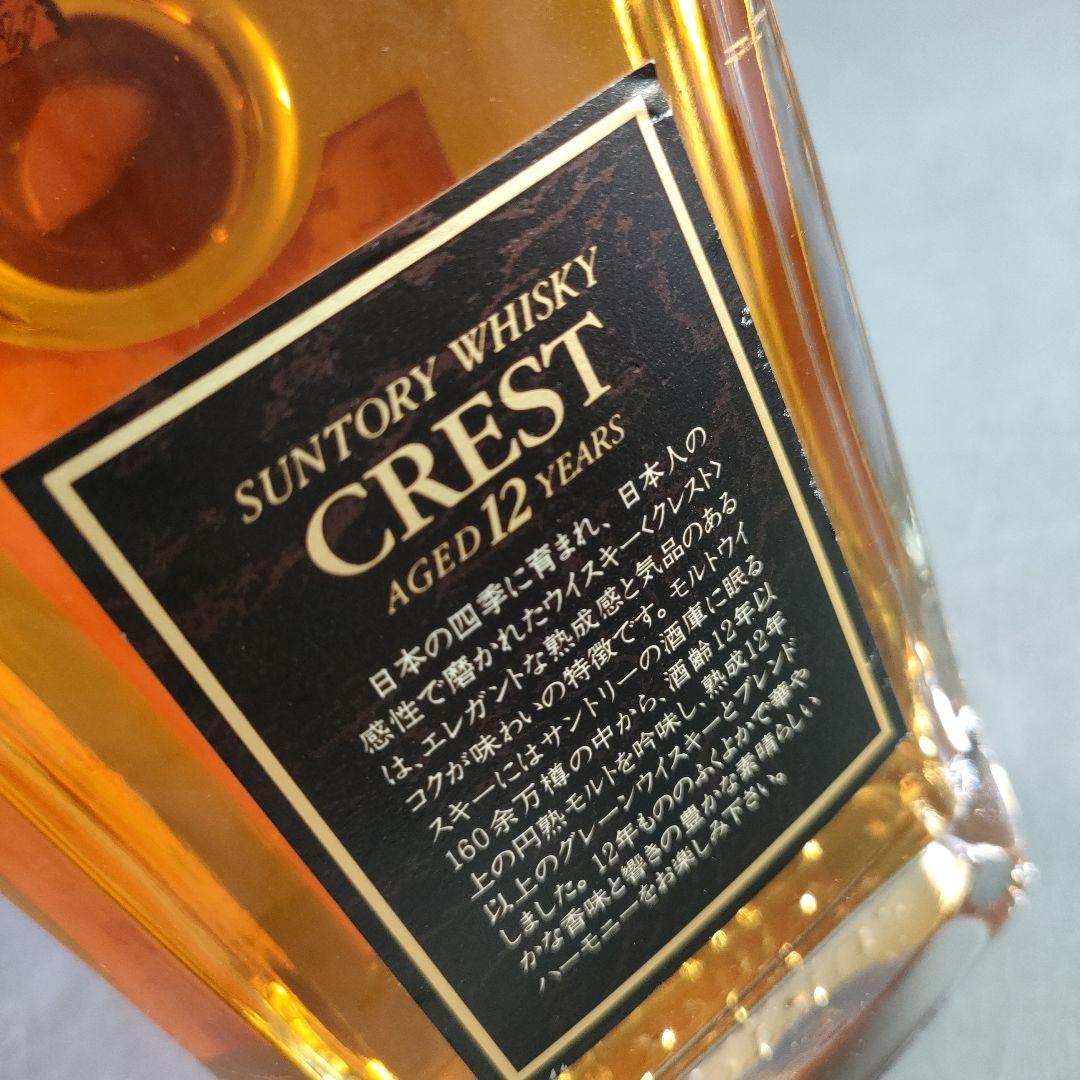 SUNTORY WHISKY
CREST
AGED 12 YEARS
日本の四季に育まれ、日本人の
感性で磨かれたウイスキー〈クレスト〉
は、エレガントな熟成感と気品のある
コクが味わいの特徴です。モルトウイ
スキーにはサントリーの酒庫に眠る
160余万樽の中から、酒齢12年以
上の円熟モルトを吟味し、熟成12年
以上のグレーンウイスキーとブレンド
しました。12年もののふくよかで華や
かな香味と響きの豊かな素晴らしい
ハーモニーをお楽しみ下さい。